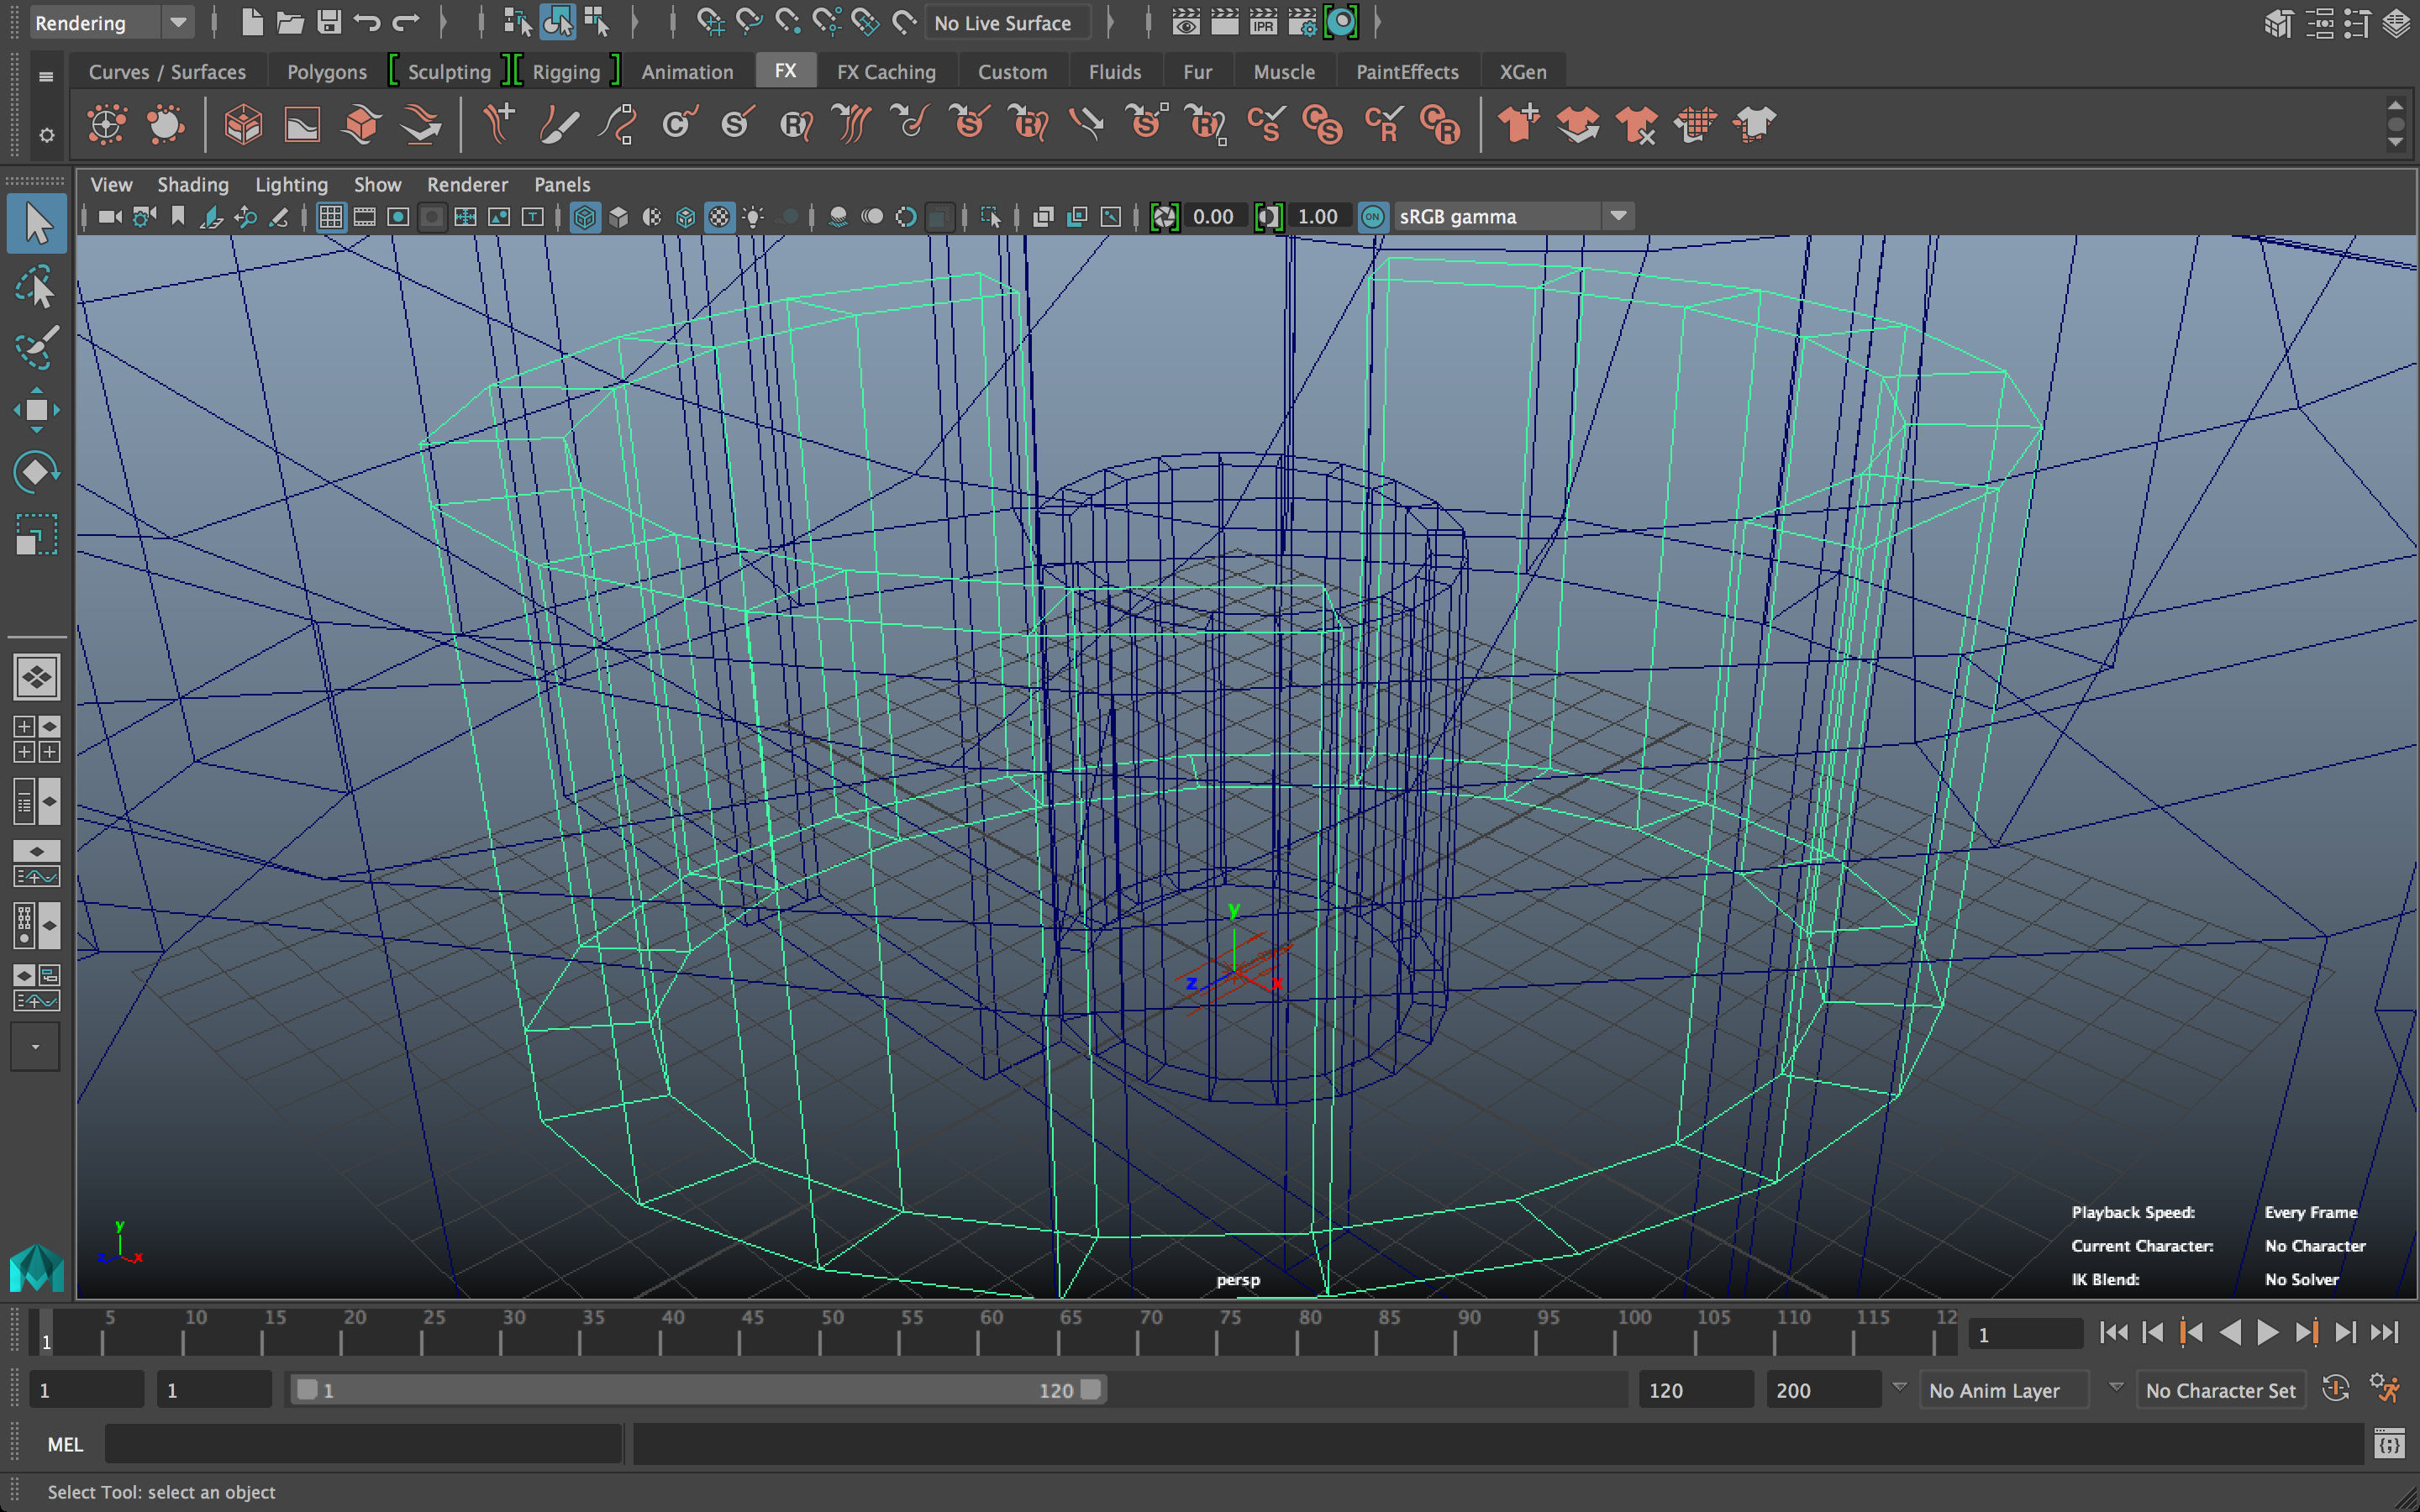 Rendering No Live Surface IPR
Curves / Surfaces Polygons Sculpting Rigging Animation FX FX Caching Custom Fluids Fur Muscle PaintEffects XGen
View Shading Lighting Show Renderer Panels
0.00 1.00 ON sRGB gamma
y
z x
Playback Speed: Every Frame
y
Current Character: No Character
z x
persp
IK Blend: No Solver
5 10 15 20 25 30 35 40 45 50 55 60 65 70 75 80 85 90 95 100 105 110 115 12
1 1
1 1 1 120 120 200 No Anim Layer No Character Set
MEL
Select Tool: select an object